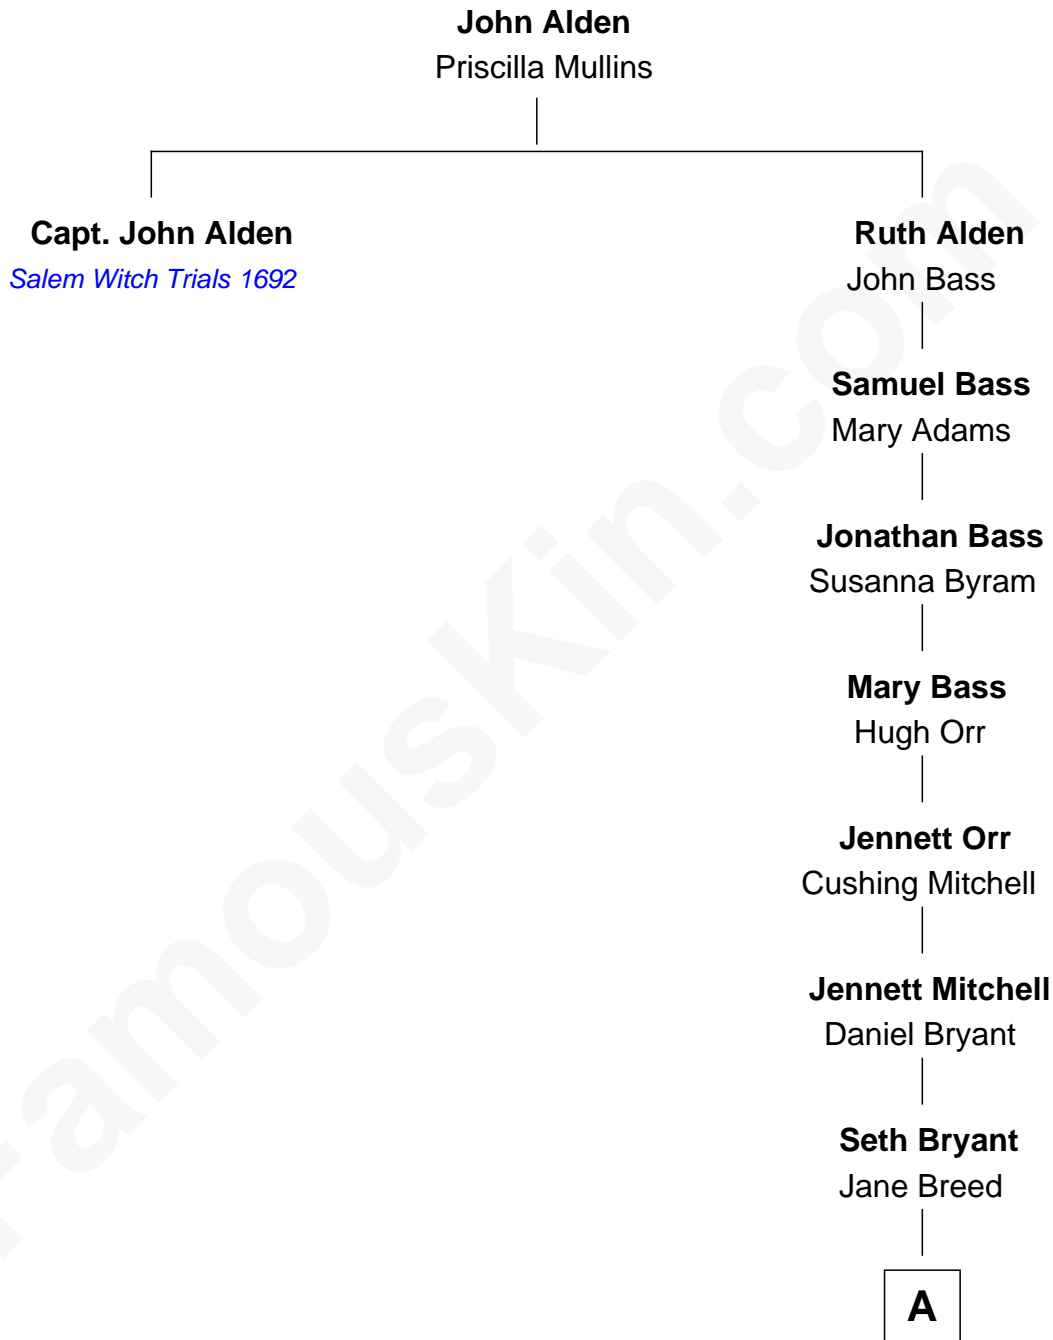 John Alden
Priscilla Mullins
Capt. John Alden
Salem Witch Trials 1692
Ruth Alden
John Bass
Samuel Bass
Mary Adams
Jonathan Bass
Susanna Byram
Mary Bass
Hugh Orr
Jennett Orr
Cushing Mitchell
Jennett Mitchell
Daniel Bryant
Seth Bryant
Jane Breed
A
FamousKin.com